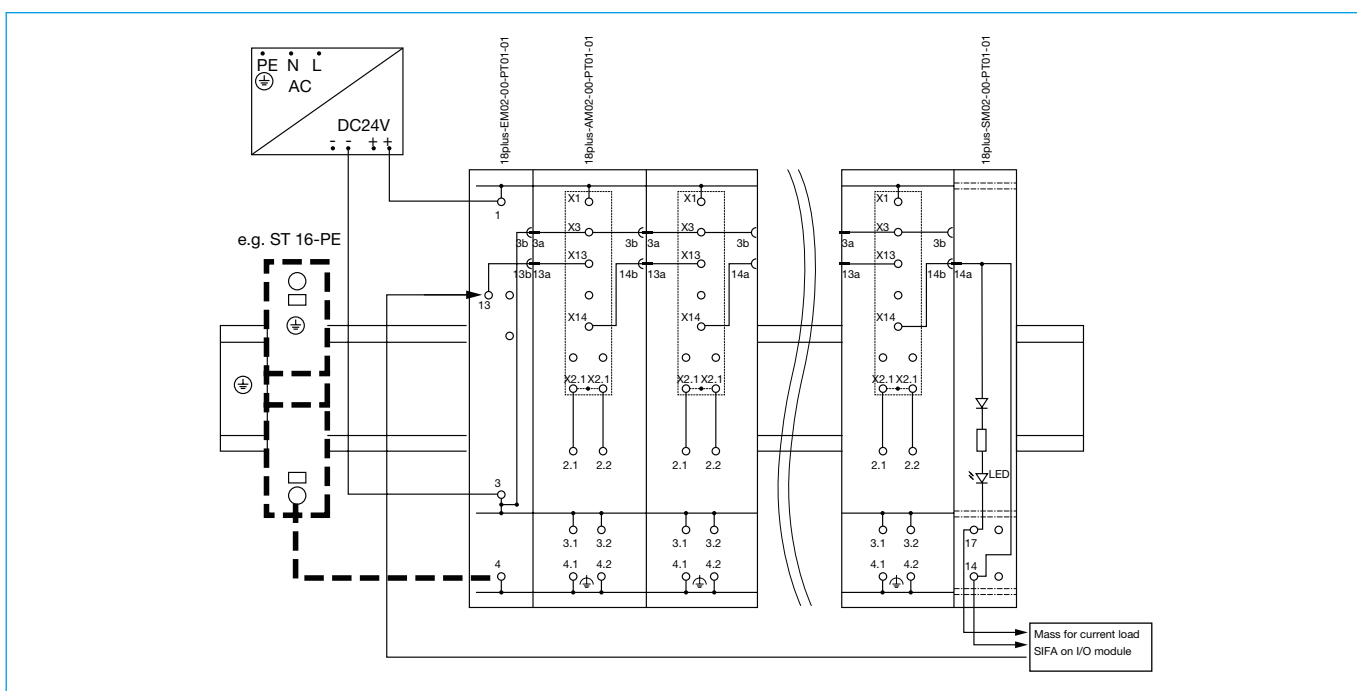 PE N L
AC
DC24V
- - + +
18plus-EM02-00-PT01-01
18plus-AM02-00-PT01-01
18plus-SM02-00-PT01-01
e.g. ST 16-PE
1
X1
X1
X1
3b 3a
X3
3b 3a
X3
3b
3a
X3
3b
13b 13a
X13
14b 13a
X13
14a
13a
X13
14b 14a
13
X14
X14
X14
X2.1 X2.1
X2.1 X2.1
X2.1 X2.1
2.1 2.2
2.1 2.2
2.1 2.2
LED
3
3.1 3.2
3.1 3.2
3.1 3.2
17
4
4.1 4.2
4.1 4.2
4.1 4.2
14
Mass for current load
SIFA on I/O module